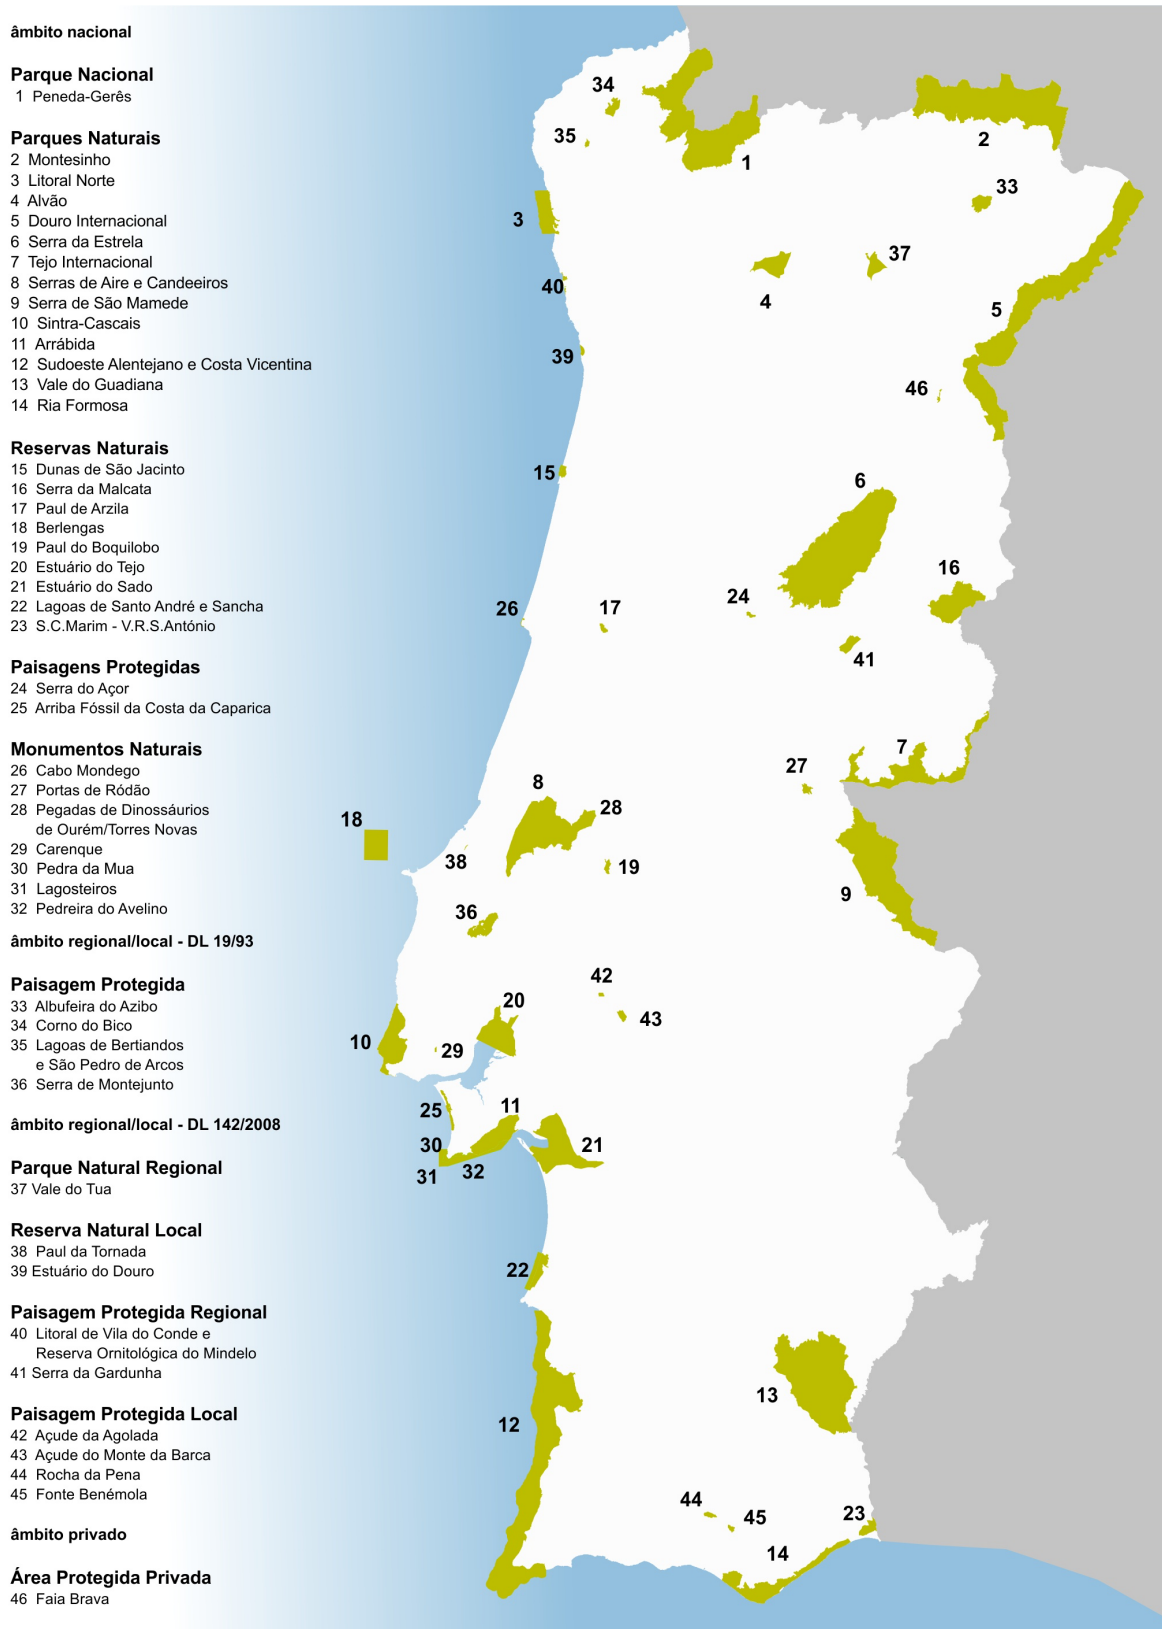 âmbito nacional
Parque Nacional
1 Peneda-Gerês
Parques Naturais
2 Montesinho
3 Litoral Norte
4 Alvão
5 Douro Internacional
6 Serra da Estrela
7 Tejo Internacional
8 Serras de Aire e Candeeiros
9 Serra de São Mamede
10 Sintra-Cascais
11 Arrábida
12 Sudoeste Alentejano e Costa Vicentina
13 Vale do Guadiana
14 Ria Formosa
Reservas Naturais
15 Dunas de São Jacinto
16 Serra da Malcata
17 Paul de Arzila
18 Berlengas
19 Paul do Boquilobo
20 Estuário do Tejo
21 Estuário do Sado
22 Lagoas de Santo André e Sancha
23 S.C.Marim - V.R.S.António
Paisagens Protegidas
24 Serra do Açor
25 Arriba Fóssil da Costa da Caparica
Monumentos Naturais
26 Cabo Mondego
27 Portas de Ródão
28 Pegadas de Dinossáurios
de Ourém/Torres Novas
29 Carenque
30 Pedra da Mua
31 Lagosteiros
32 Pedreira do Avelino
âmbito regional/local - DL 19/93
Paisagem Protegida
33 Albufeira do Azibo
34 Corno do Bico
35 Lagoas de Bertiandos
e São Pedro de Arcos
36 Serra de Montejunto
âmbito regional/local - DL 142/2008
Parque Natural Regional
37 Vale do Tua
Reserva Natural Local
38 Paul da Tornada
39 Estuário do Douro
Paisagem Protegida Regional
40 Litoral de Vila do Conde e
Reserva Ornitológica do Mindelo
41 Serra da Gardunha
Paisagem Protegida Local
42 Açude da Agolada
43 Açude do Monte da Barca
44 Rocha da Pena
45 Fonte Benémola
âmbito privado
Área Protegida Privada
46 Faia Brava
34
35
2
1
33
3
37
40
4
5
39
46
15
6
16
26
17
24
41
7
27
8
28
18
38
19
9
36
42
20
43
10
29
25
11
30
21
31
32
22
13
12
44
45
23
14